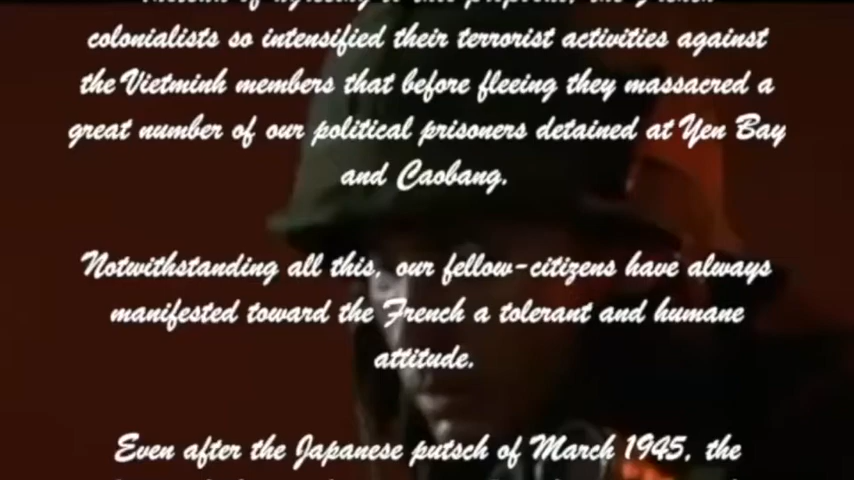 colonialists so intensified their terrorist activities against
the Vietminh members that before fleeing they massacred a
great number of our political prisoners detained at Yen Bay
and Caobang.
Notwithstanding all this, our fellow-citizens have always
manifested toward the French a tolerant and humane
attitude.
Even after the Japanese putsch of March 1945, the